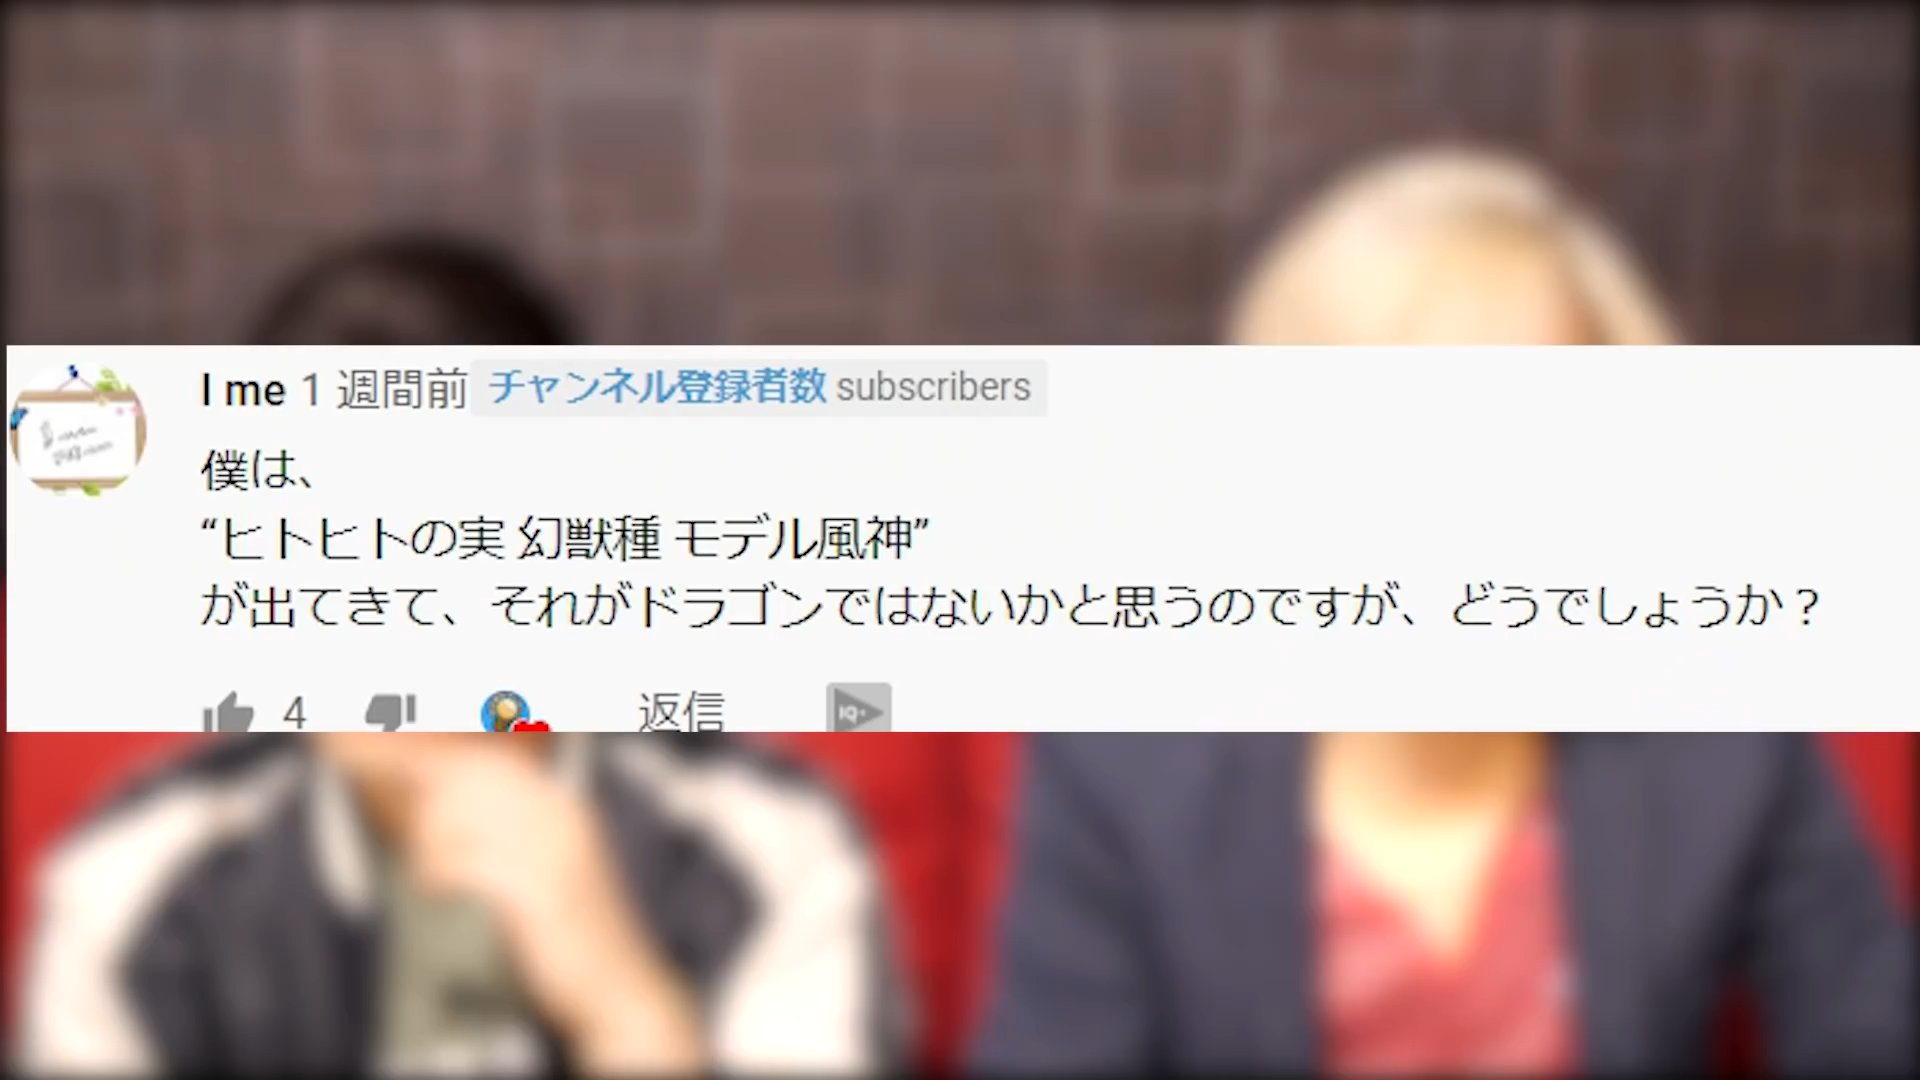 I me 1 週間前 チャンネル登録者数 subscribers
僕は、
“ヒトヒトの実 幻獣種 モデル風神”
が出てきて、それがドラゴンではないかと思うのですが、どうでしょうか？
4 返信 IQ+